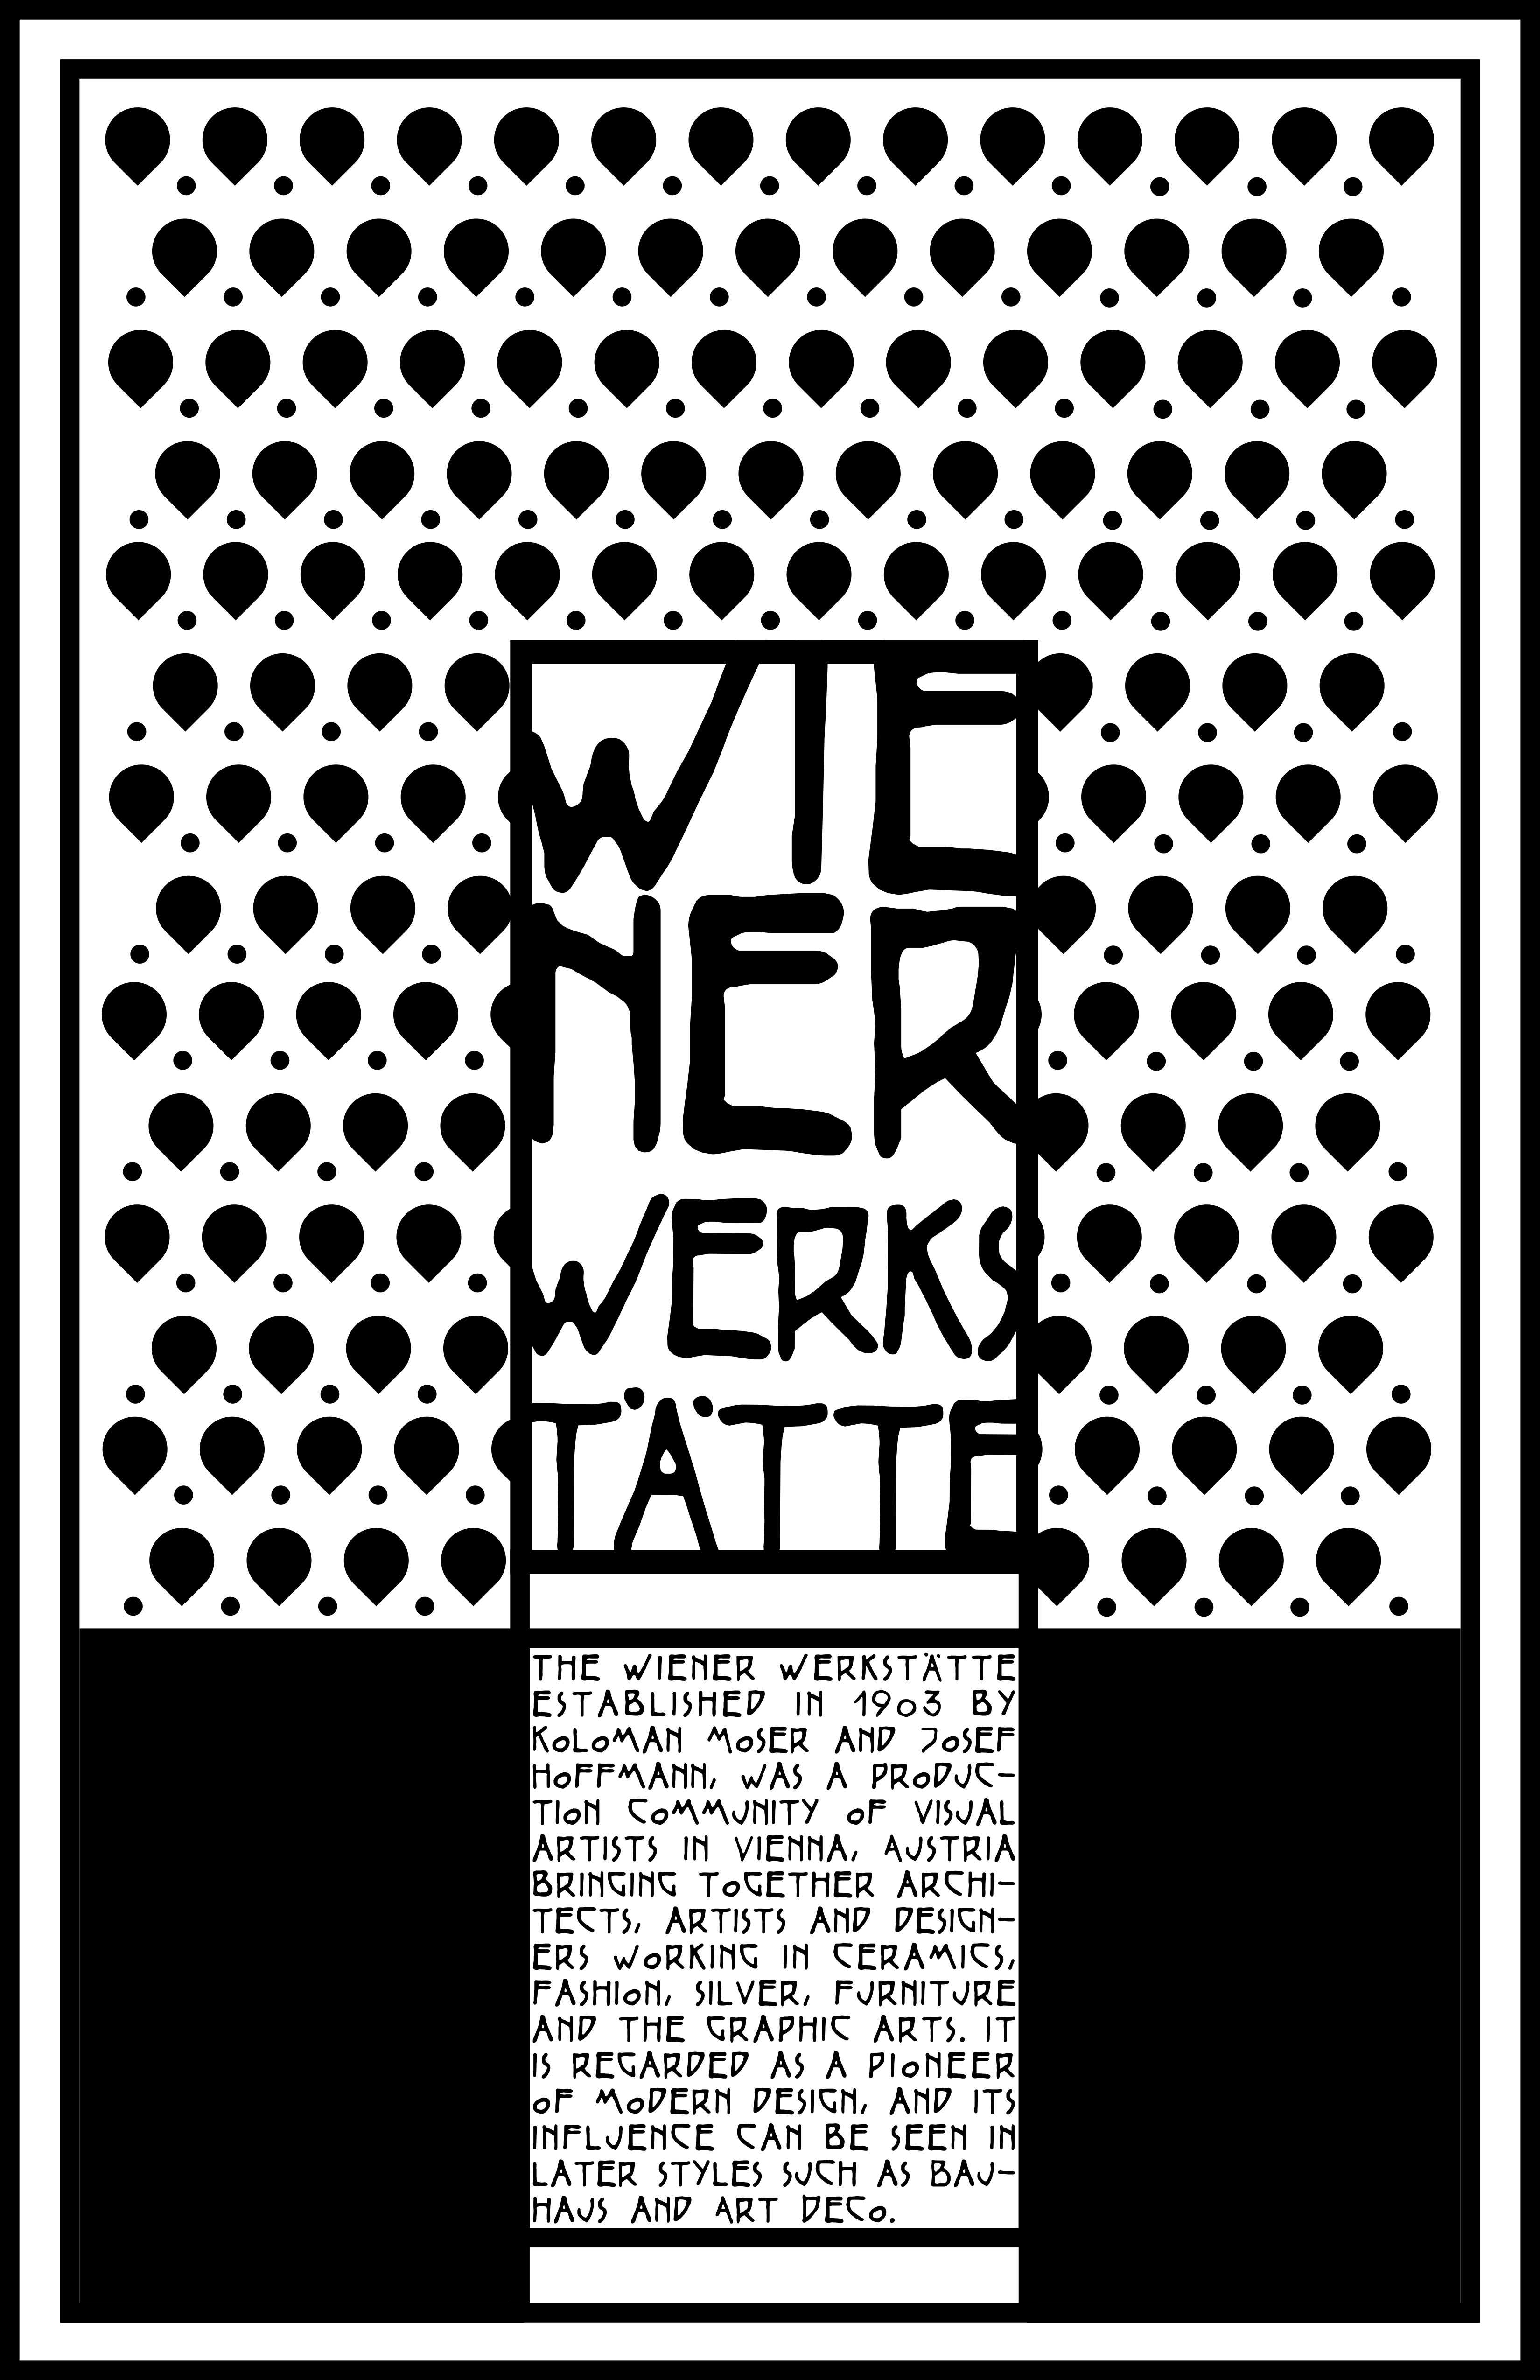 WIE
NER
WERKS
TÄTTE
THE WIENER WERKSTÄTTE
ESTABLISHED IN 1903 BY
KOLOMAN MOSER AND JOSEF
HOFFMANN, WAS A PRODUC-
TION COMMUNITY OF VISUAL
ARTISTS IN VIENNA, AUSTRIA
BRINGING TOGETHER ARCHI-
TECTS, ARTISTS AND DESIGN-
ERS WORKING IN CERAMICS,
FASHION, SILVER, FURNITURE
AND THE GRAPHIC ARTS. IT
IS REGARDED AS A PIONEER
OF MODERN DESIGN, AND ITS
INFLUENCE CAN BE SEEN IN
LATER STYLES SUCH AS BAU-
HAUS AND ART DECO.